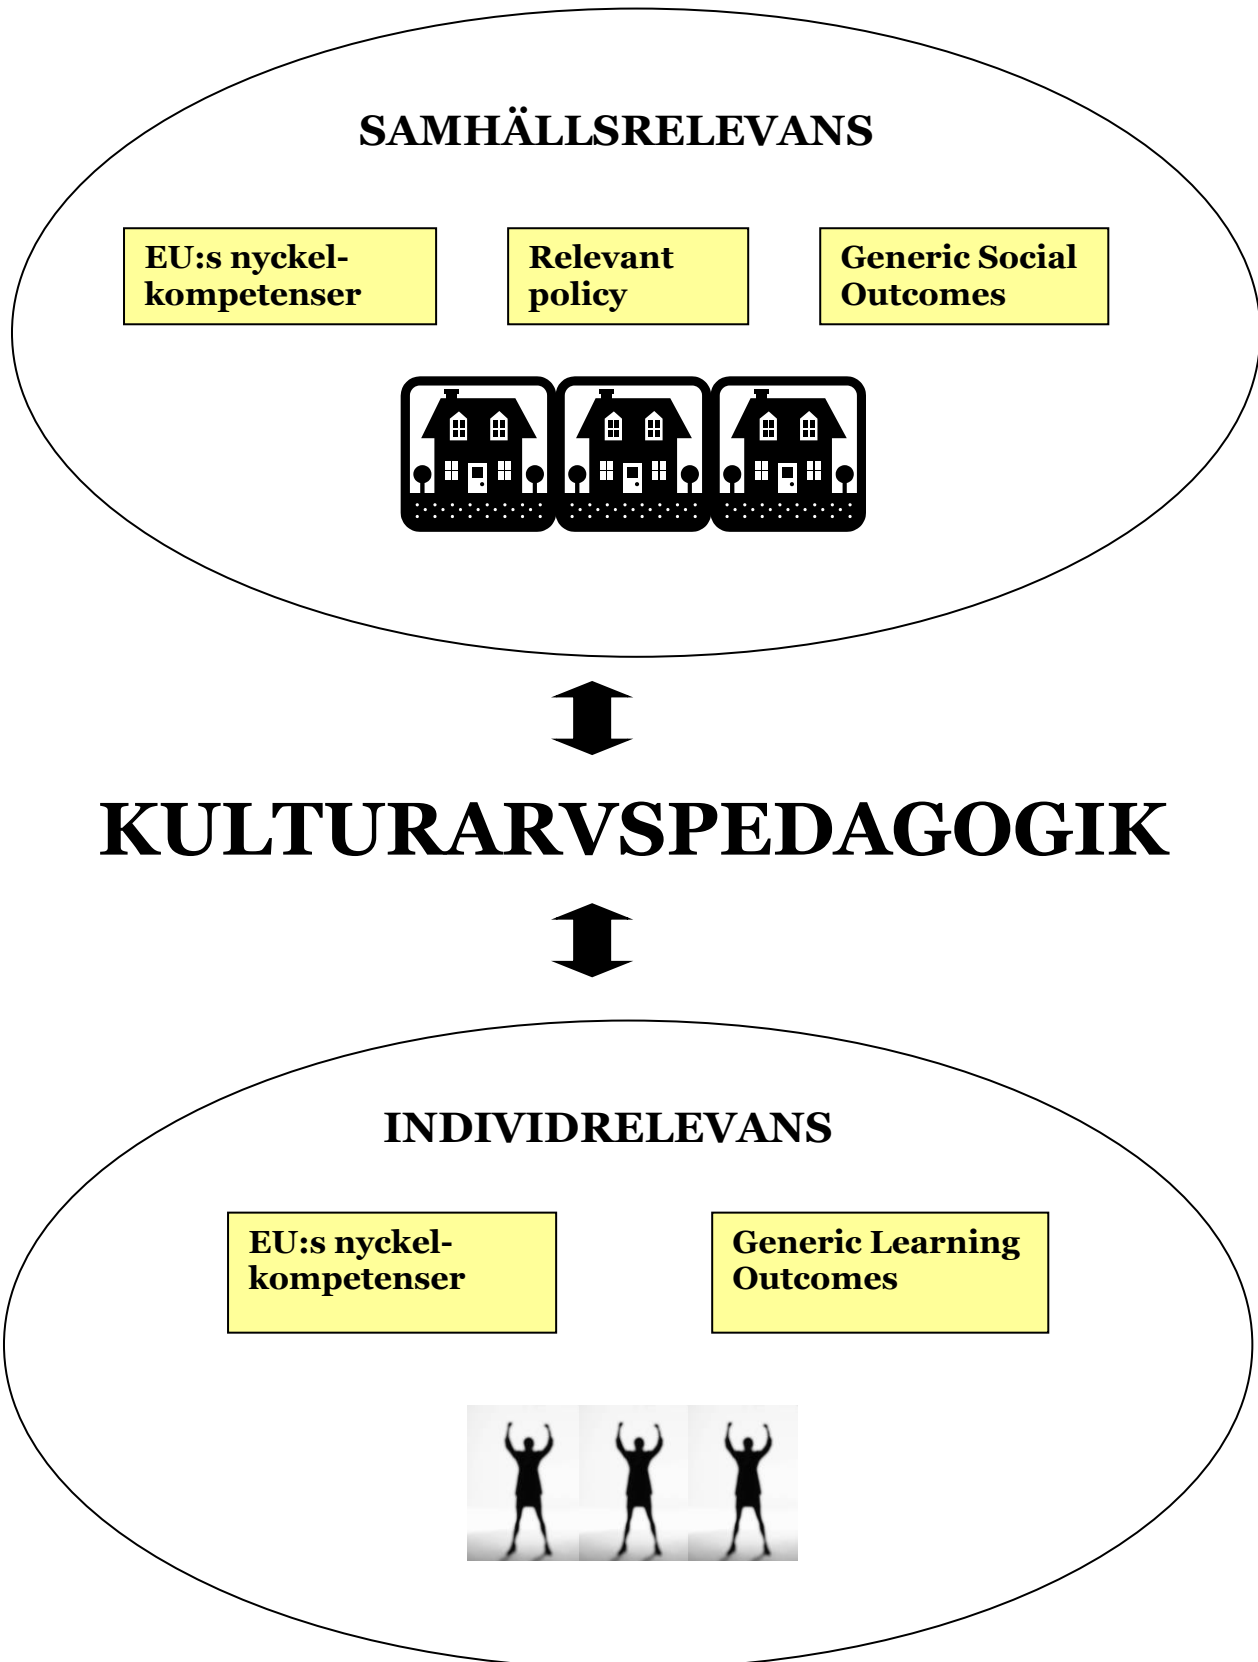 SAMHÄLLSRELEVANS
EU:s nyckel-
kompetenser
Relevant
policy
Generic Social
Outcomes
KULTURARVSPEDAGOGIK
INDIVIDRELEVANS
EU:s nyckel-
kompetenser
Generic Learning
Outcomes